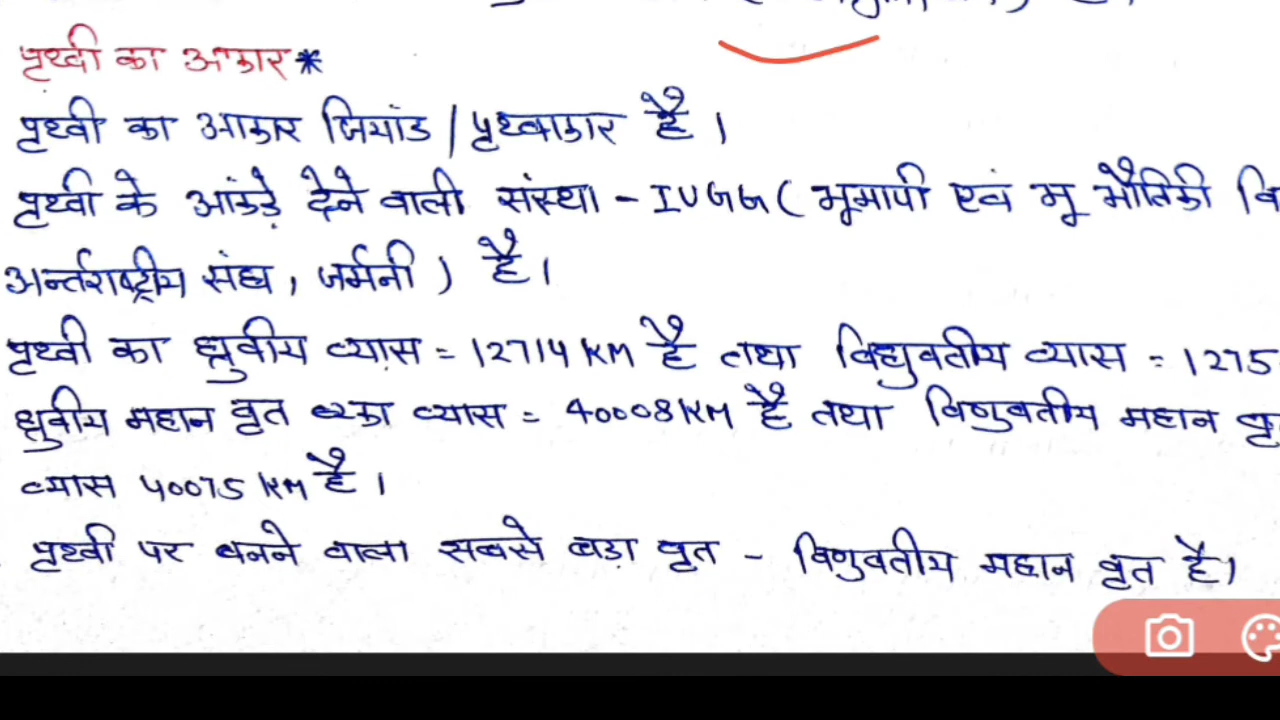 पृथ्वी का आकार*
पृथ्वी का आकार जियांड / पृथ्वाकार है।
पृथ्वी के आंकड़े देने वाली संस्था - IUGG ( भूमापी एवं भू भौतिकी वि
अर्न्तराष्ट्रीय संघ, जर्मनी ) है।
पृथ्वी का ध्रुवीय व्यास = 12714 KM है तथा विषुवतीय व्यास = 1275
ध्रुवीय महान वृत का व्यास = 40008 KM है तथा विषुवतीय महान वृ
व्यास 40075 KM है।
पृथ्वी पर बनने वाला सबसे बड़ा वृत - विषुवतीय महान वृत है।